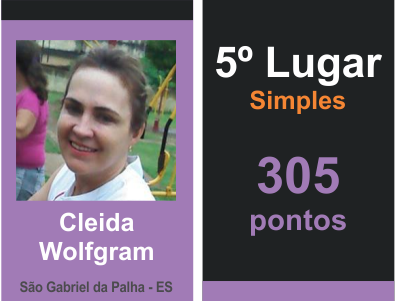 Cleida
Wolfgram
São Gabriel da Palha - ES
5º Lugar
Simples
305
pontos